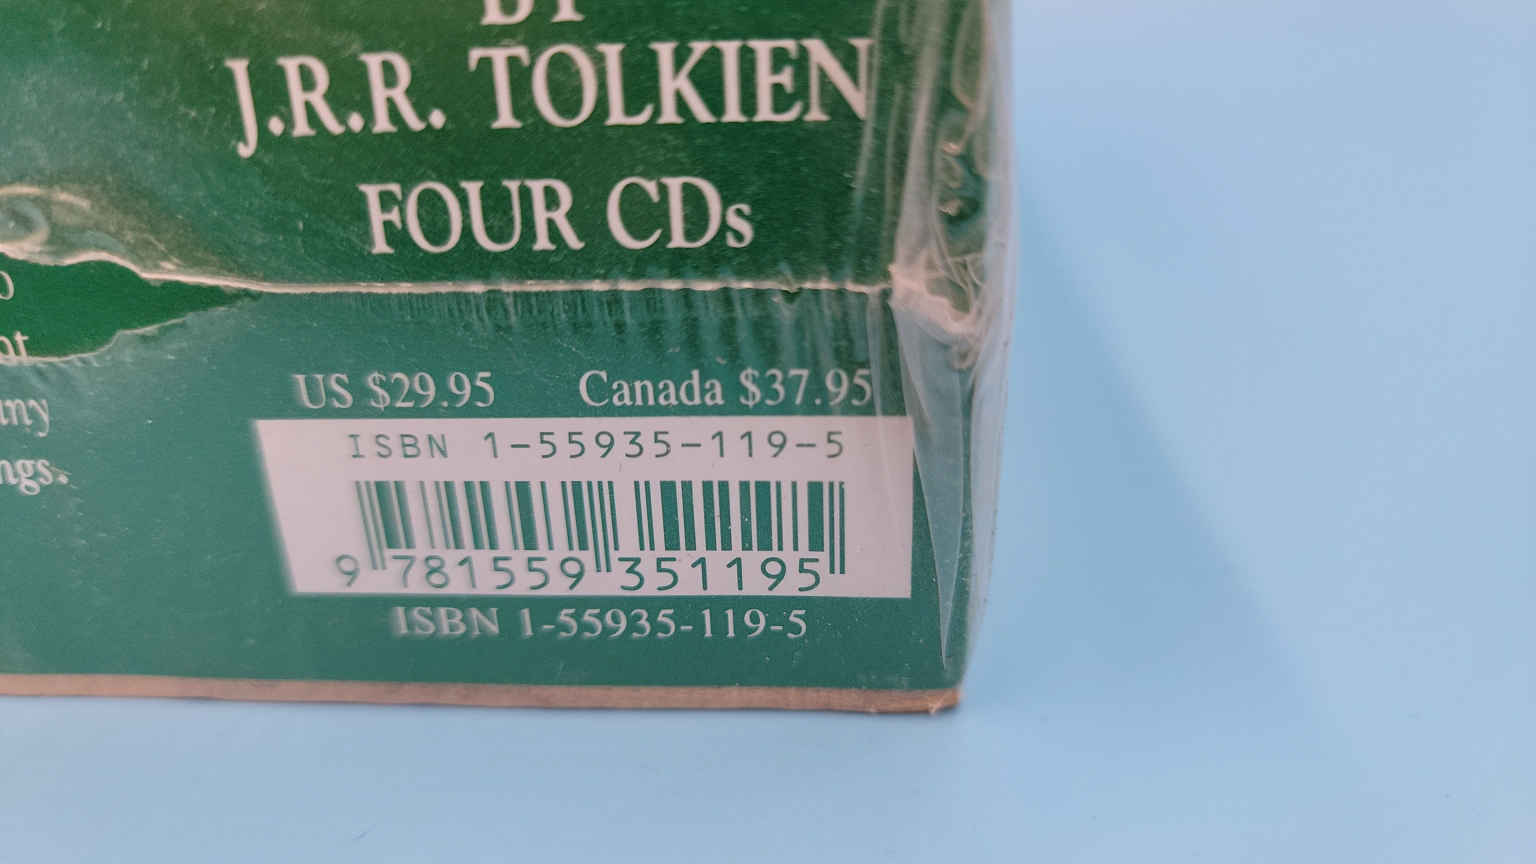 BY
J.R.R. TOLKIEN
FOUR CDs
US $29.95 Canada $37.95
ISBN 1-55935-119-5
9 781559 351195
ISBN 1-55935-119-5